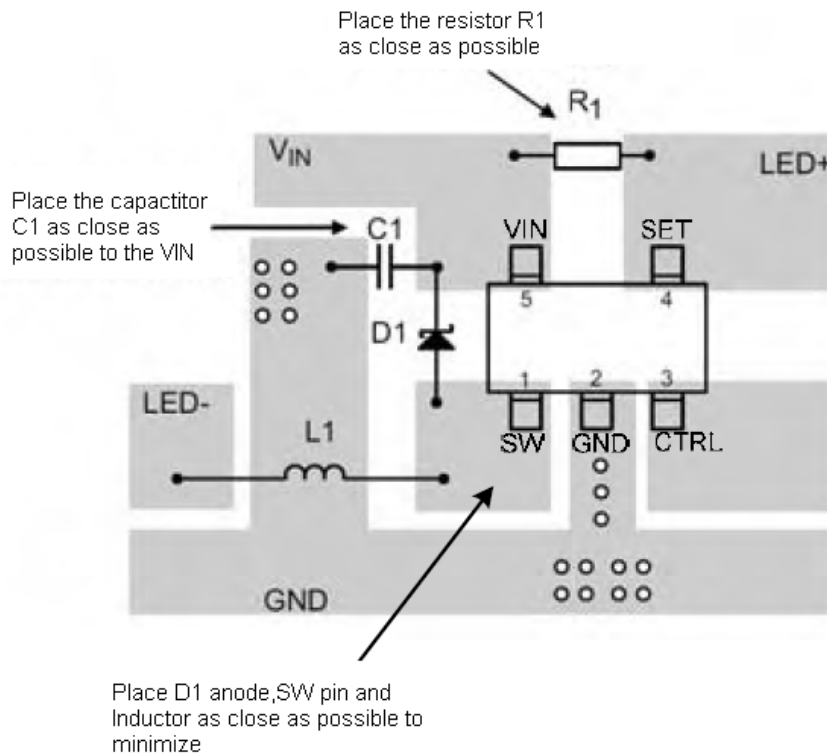 Place the resistor R1
as close as possible
R1
VIN
LED+
Place the capactitor
C1 as close as
possible to the VIN
C1
VIN
SET
5
4
D1
1
2
3
LED-
SW
GND
CTRL
L1
GND
Place D1 anode,SW pin and
Inductor as close as possible to
minimize